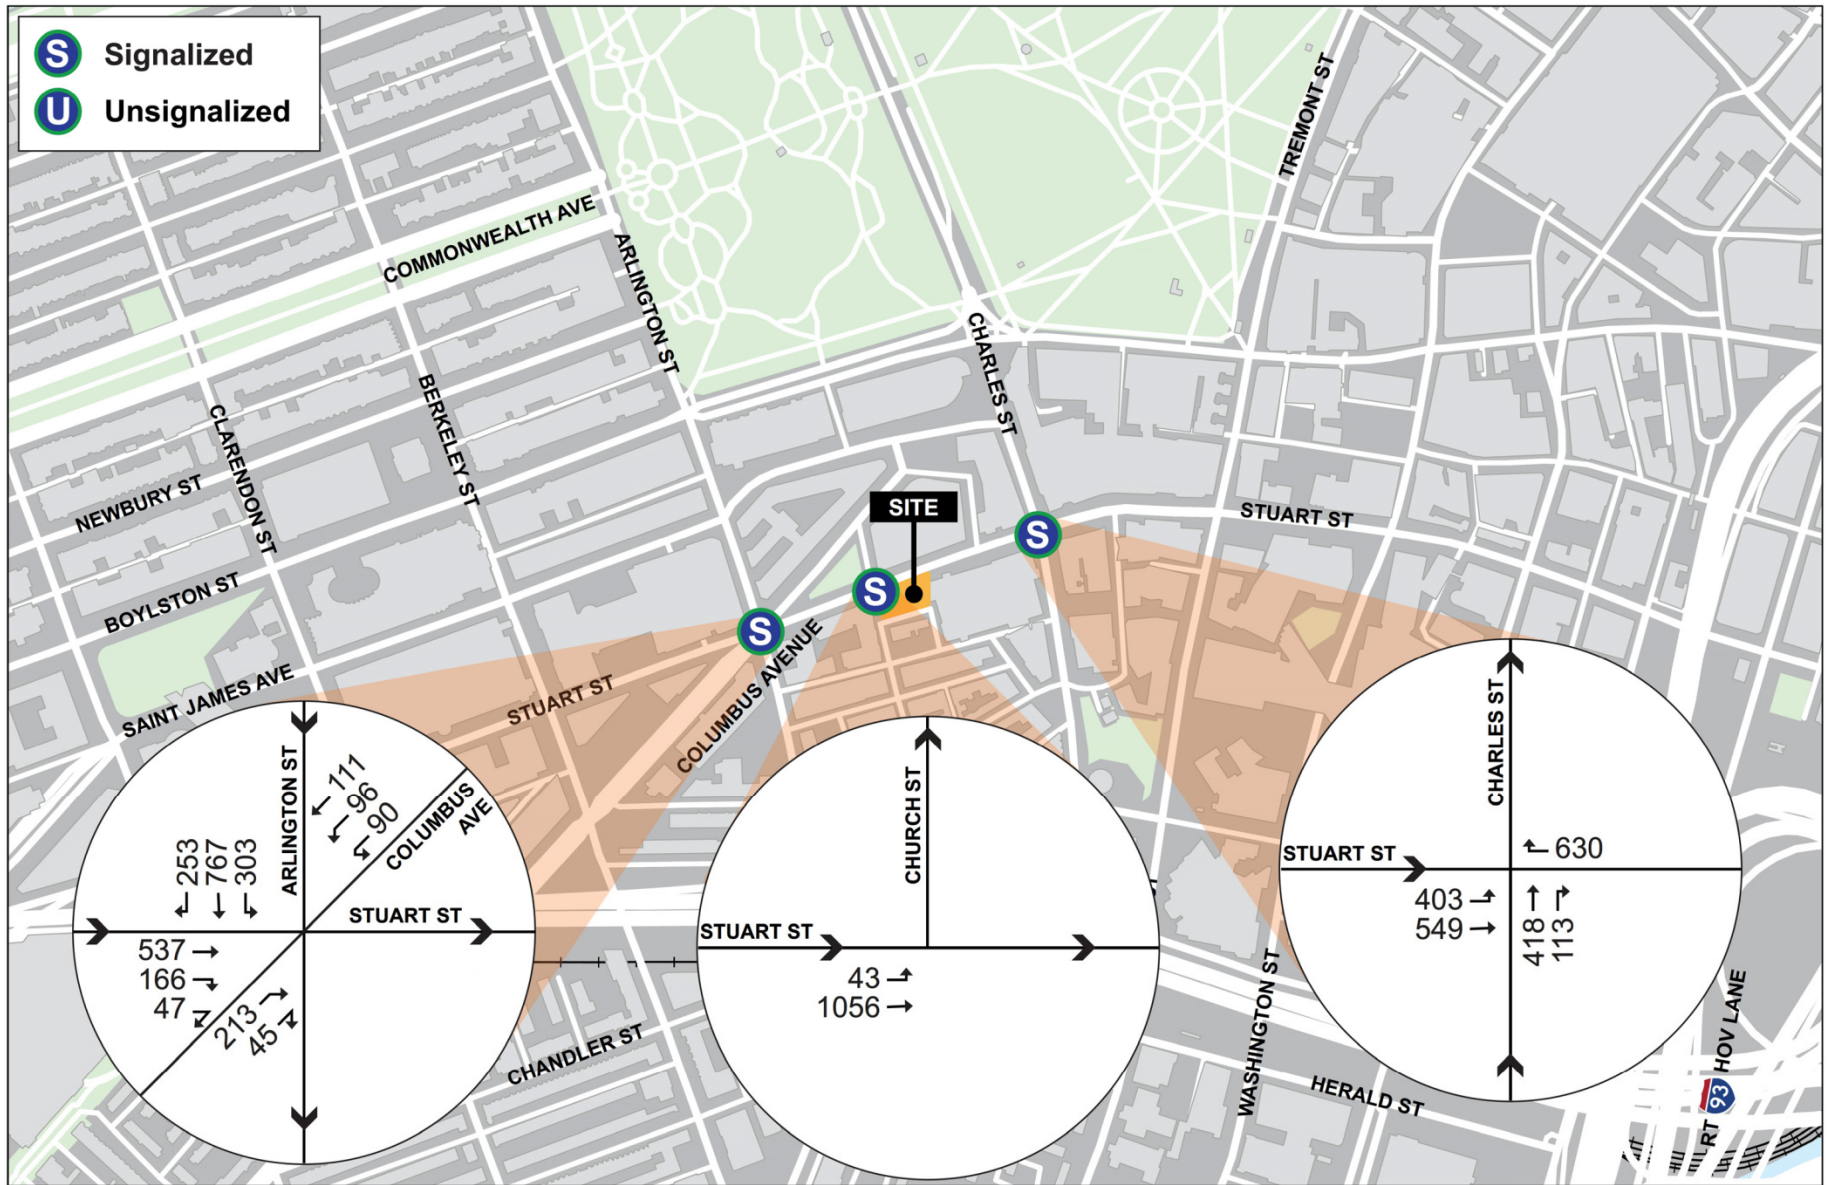 S Signalized
U Unsignalized
TREMONT ST
COMMONWEALTH AVE
ARLINGTON ST
CHARLES ST
BERKELEY ST
CLARENDON ST
NEWBURY ST
BOYLSTON ST
SITE
STUART ST
S
S
S
SAINT JAMES AVE
STUART ST
COLUMBUS AVENUE
CHANDLER ST
WASHINGTON ST
HERALD ST
RT 93 HOV LANE
ARLINGTON ST
COLUMBUS
AVE
STUART ST
111
96
90
253
767
303
537
166
47
213
45
CHURCH ST
STUART ST
43
1056
CHARLES ST
STUART ST
630
403
549
418
113